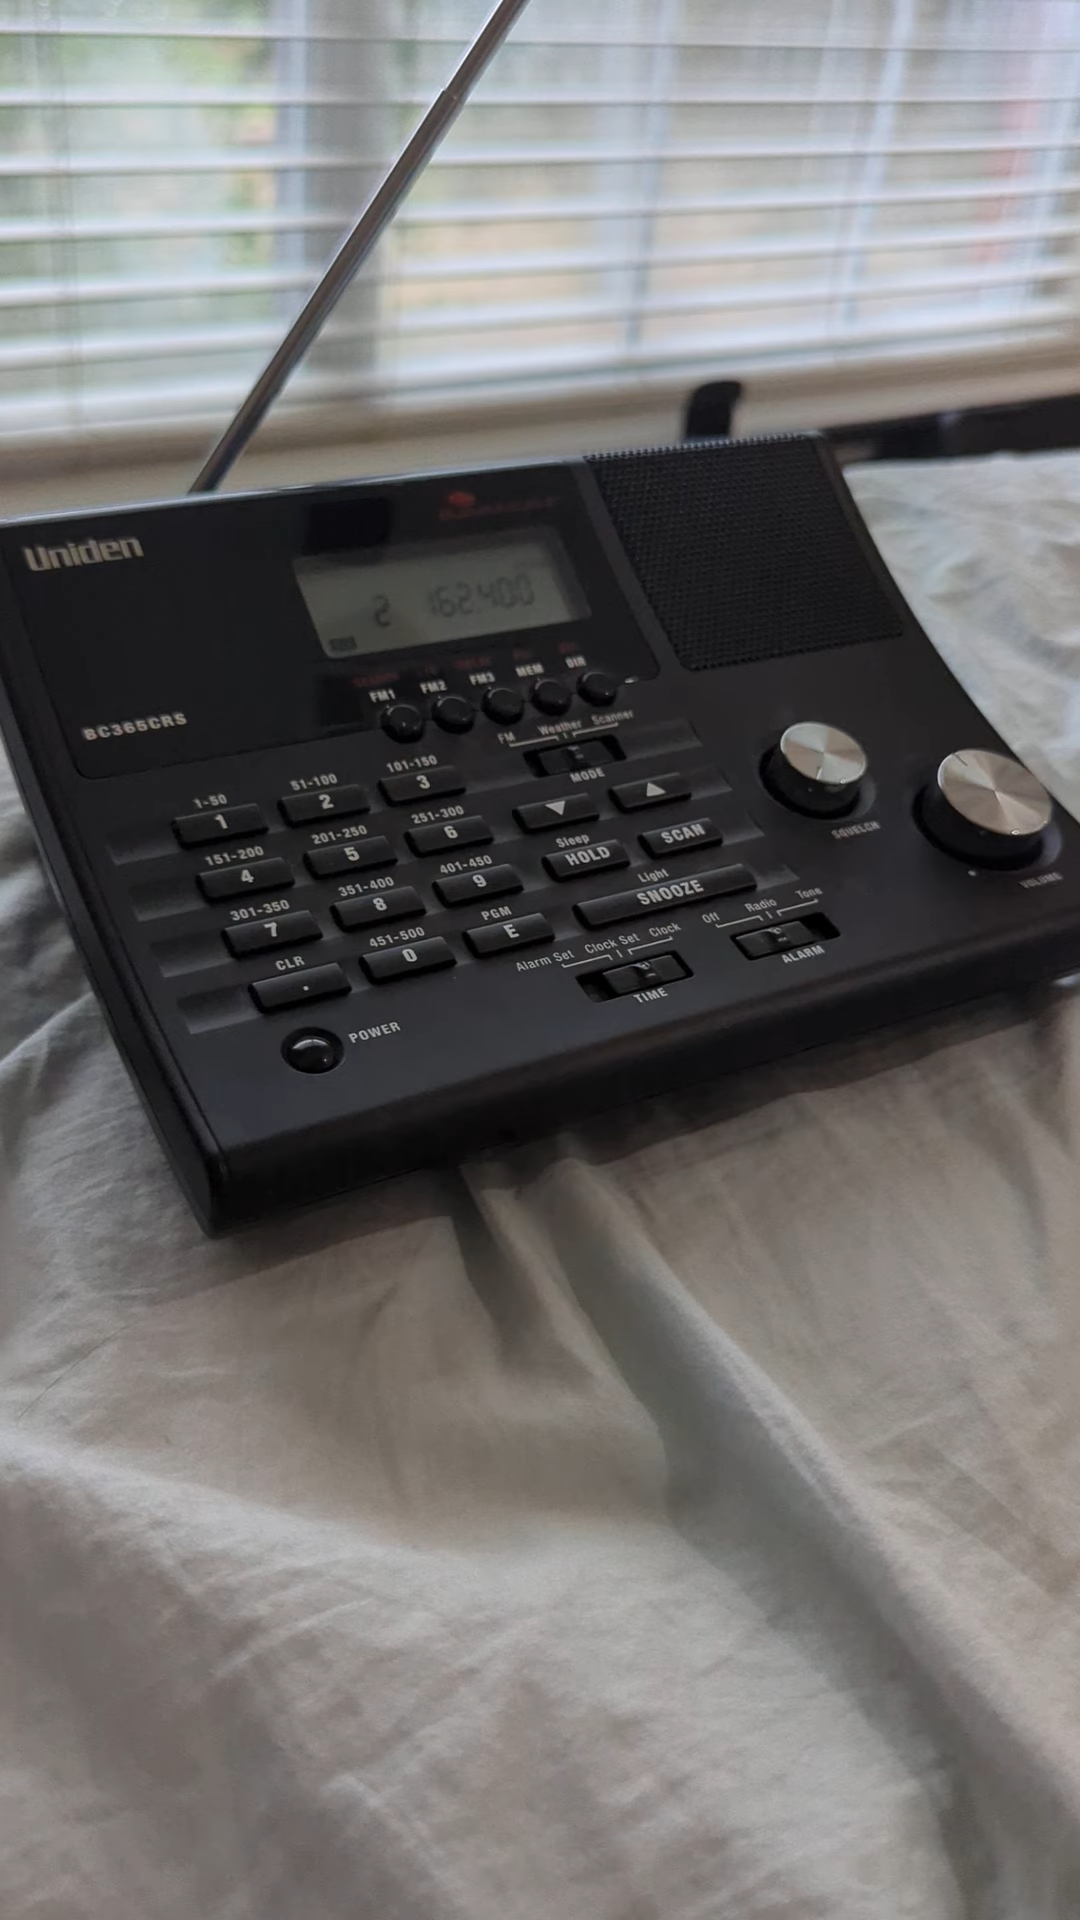 Uniden
2 162.400
BC365CRS
FM1 FM2 FM3 MEM DIR
FM Weather Scanner
MODE
1-50 51-100 101-150
1 2 3
151-200 201-250 251-300
4 5 6
301-350 351-400 401-450
7 8 9
CLR 451-500 PGM
. 0 E
▼ ▲
Sleep
HOLD SCAN
Light
SNOOZE
Alarm Set Clock Set Clock
TIME
Off Radio Tone
ALARM
SQUELCH
VOLUME
POWER